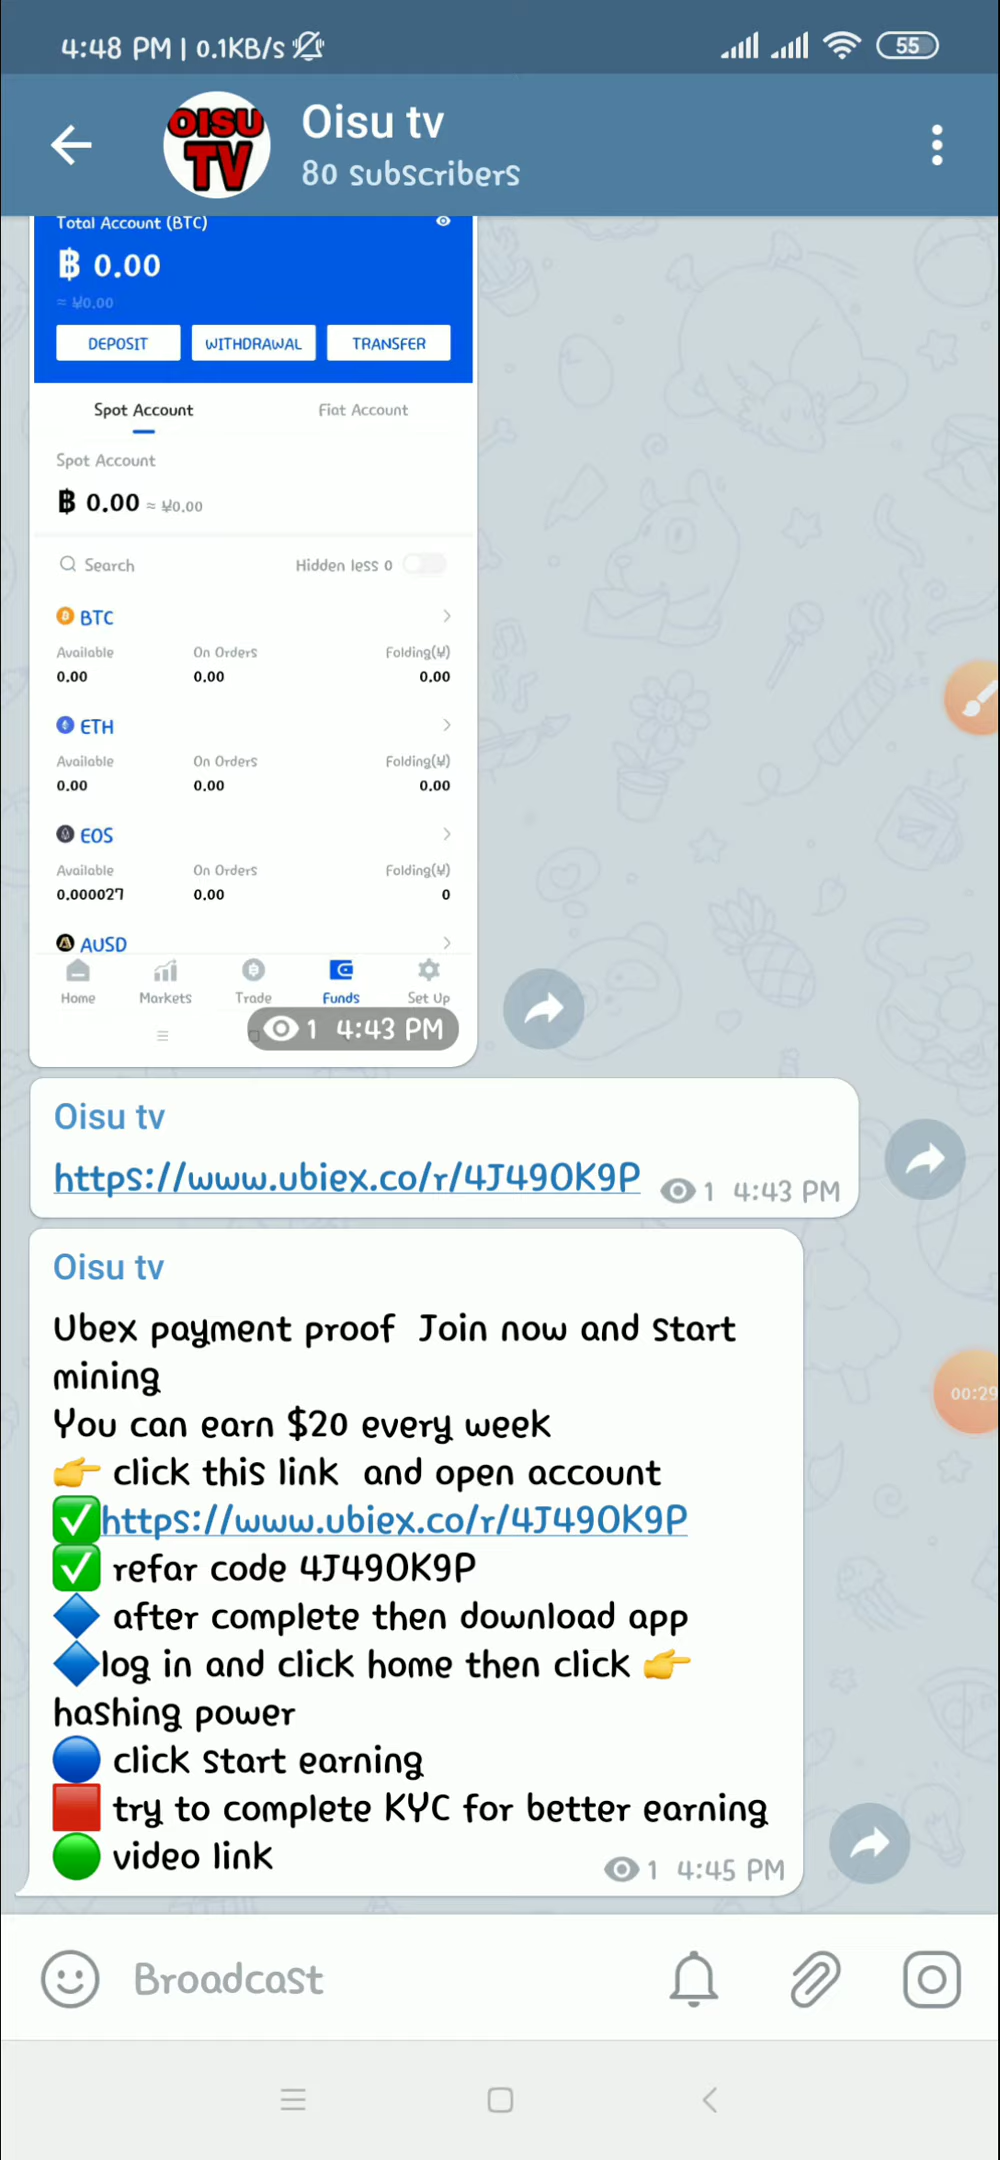 4:48 PM | 0.1KB/s
55
OISU
TV
Oisu tv
80 subscribers
Total Account (BTC)
฿ 0.00
≈ ¥0.00
DEPOSIT WITHDRAWAL TRANSFER
Spot Account Fiat Account
Spot Account
฿ 0.00 ≈ ¥0.00
Search Hidden less 0
BTC
Available On Orders Folding(¥)
0.00 0.00 0.00
ETH
Available On Orders Folding(¥)
0.00 0.00 0.00
EOS
Available On Orders Folding(¥)
0.000027 0.00 0
AUSD
Home Markets Trade Funds Set Up
1 4:43 PM
Oisu tv
https://www.ubiex.co/r/4J49OK9P 1 4:43 PM
Oisu tv
Ubex payment proof Join now and start
mining
You can earn $20 every week
👉 click this link and open account
✅https://www.ubiex.co/r/4J49OK9P
✅ refar code 4J49OK9P
🔷 after complete then download app
🔷log in and click home then click 👉
hashing power
🔵 click start earning
🟥 try to complete KYC for better earning
🟢 video link
1 4:45 PM
00:29
Broadcast